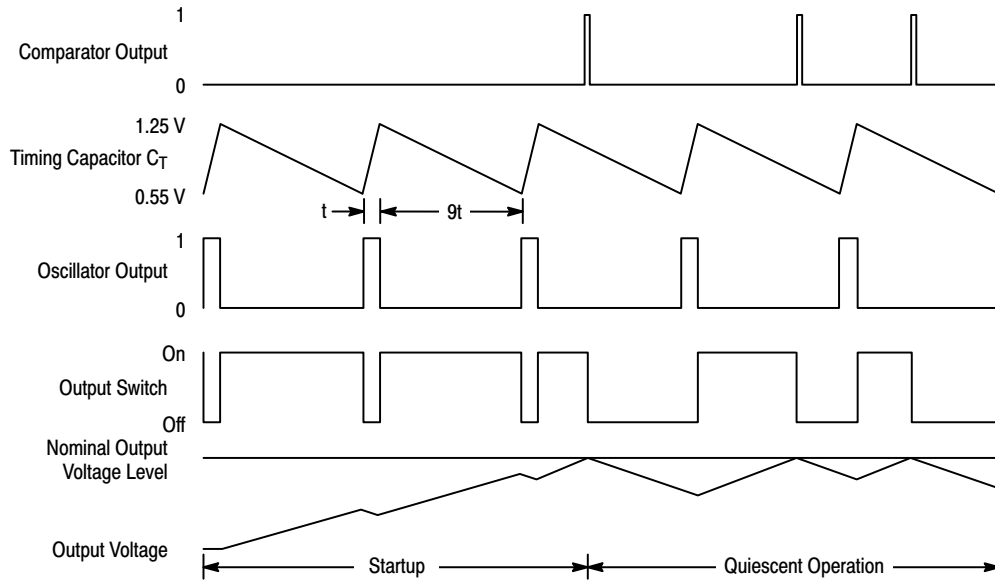 1
Comparator Output
0
1.25 V
Timing Capacitor CT
0.55 V
t
9t
1
Oscillator Output
0
On
Output Switch
Off
Nominal Output
Voltage Level
Output Voltage
Startup
Quiescent Operation